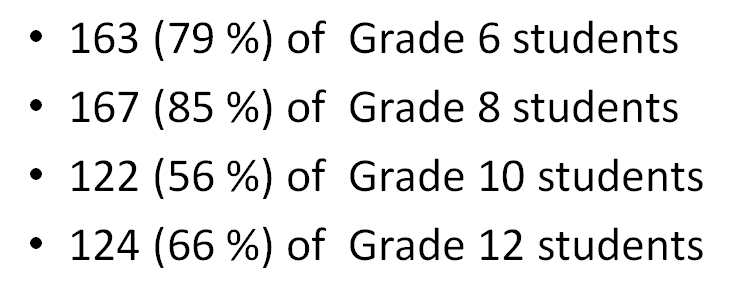 • 163 (79 %) of  Grade 6 students
• 167 (85 %) of  Grade 8 students
• 122 (56 %) of  Grade 10 students
• 124 (66 %) of  Grade 12 students